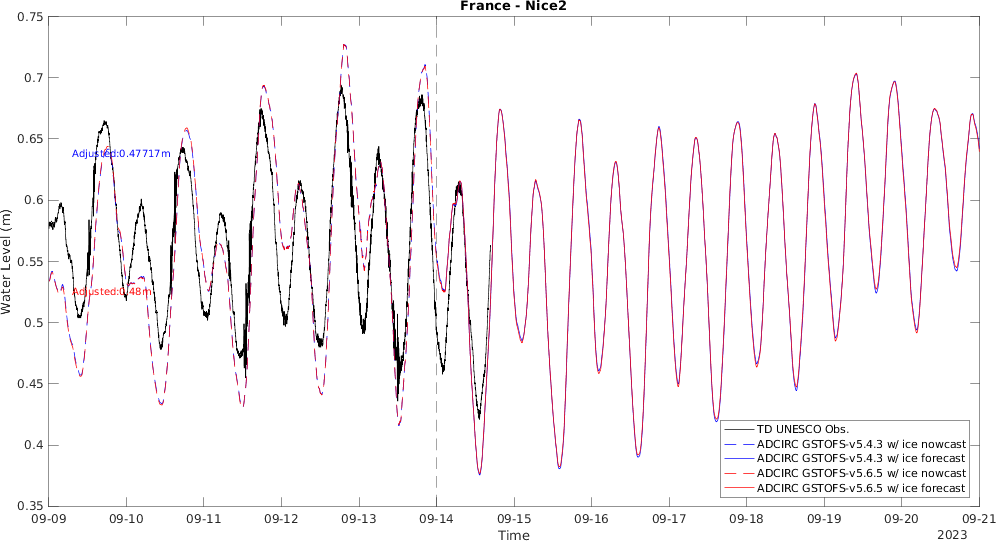 France - Nice2
0.75
0.7
0.65
0.6
0.55
0.5
0.45
0.4
0.35
Water Level (m)
Adjusted:0.47717m
Adjusted:0.48m
TD UNESCO Obs.
ADCIRC GSTOFS-v5.4.3 w/ ice nowcast
ADCIRC GSTOFS-v5.4.3 w/ ice forecast
ADCIRC GSTOFS-v5.6.5 w/ ice nowcast
ADCIRC GSTOFS-v5.6.5 w/ ice forecast
09-09 09-10 09-11 09-12 09-13 09-14 09-15 09-16 09-17 09-18 09-19 09-20 09-21
Time
2023